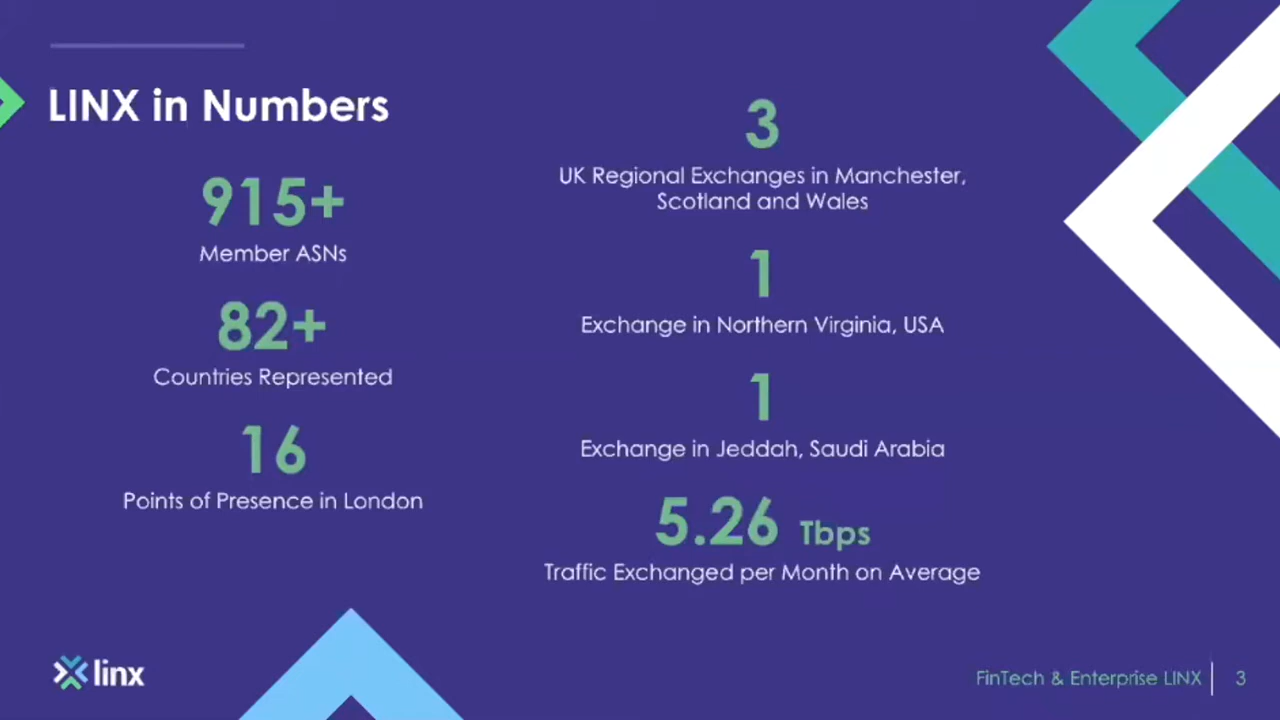 LINX in Numbers
915+
Member ASNs
82+
Countries Represented
16
Points of Presence in London
3
UK Regional Exchanges in Manchester,
Scotland and Wales
1
Exchange in Northern Virginia, USA
1
Exchange in Jeddah, Saudi Arabia
5.26 Tbps
Traffic Exchanged per Month on Average
linx
FinTech & Enterprise LINX 3